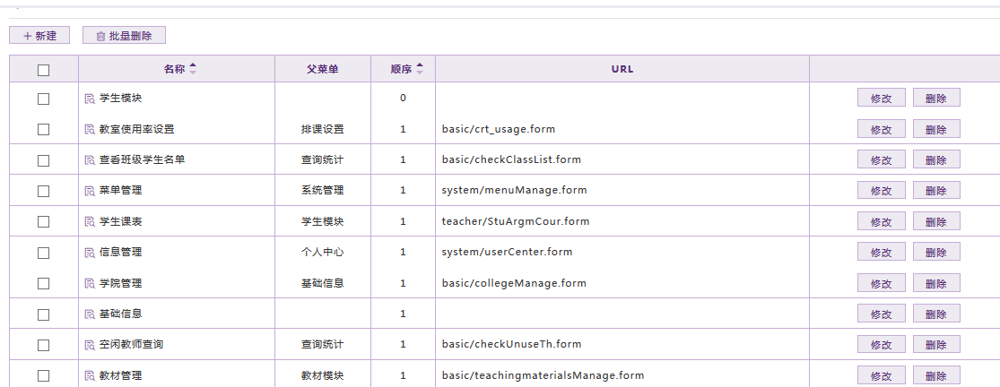 新建 批量删除
名称 父菜单 顺序 URL
学生模块 0 修改 删除
教室使用率设置 排课设置 1 basic/crt_usage.form 修改 删除
查看班级学生名单 查询统计 1 basic/checkClassList.form 修改 删除
菜单管理 系统管理 1 system/menuManage.form 修改 删除
学生课表 学生模块 1 teacher/StuArgmCour.form 修改 删除
信息管理 个人中心 1 system/userCenter.form 修改 删除
学院管理 基础信息 1 basic/collegeManage.form 修改 删除
基础信息 1 修改 删除
空闲教师查询 查询统计 1 basic/checkUnuseTh.form 修改 删除
教材管理 教材模块 1 basic/teachingmaterialsManage.form 修改 删除